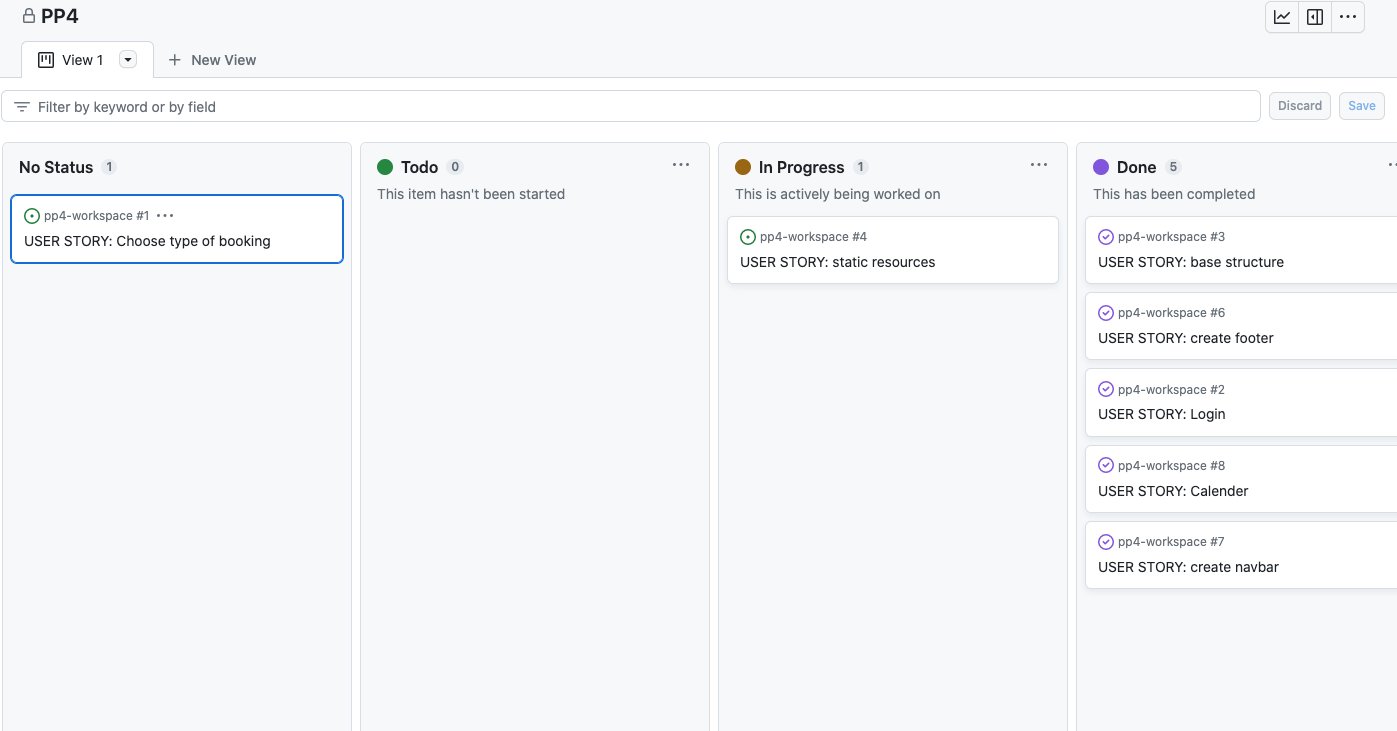 PP4
View 1
New View
Filter by keyword or by field
Discard
Save
No Status 1
pp4-workspace #1
USER STORY: Choose type of booking
Todo 0
This item hasn't been started
In Progress 1
This is actively being worked on
pp4-workspace #4
USER STORY: static resources
Done 5
This has been completed
pp4-workspace #3
USER STORY: base structure
pp4-workspace #6
USER STORY: create footer
pp4-workspace #2
USER STORY: Login
pp4-workspace #8
USER STORY: Calender
pp4-workspace #7
USER STORY: create navbar